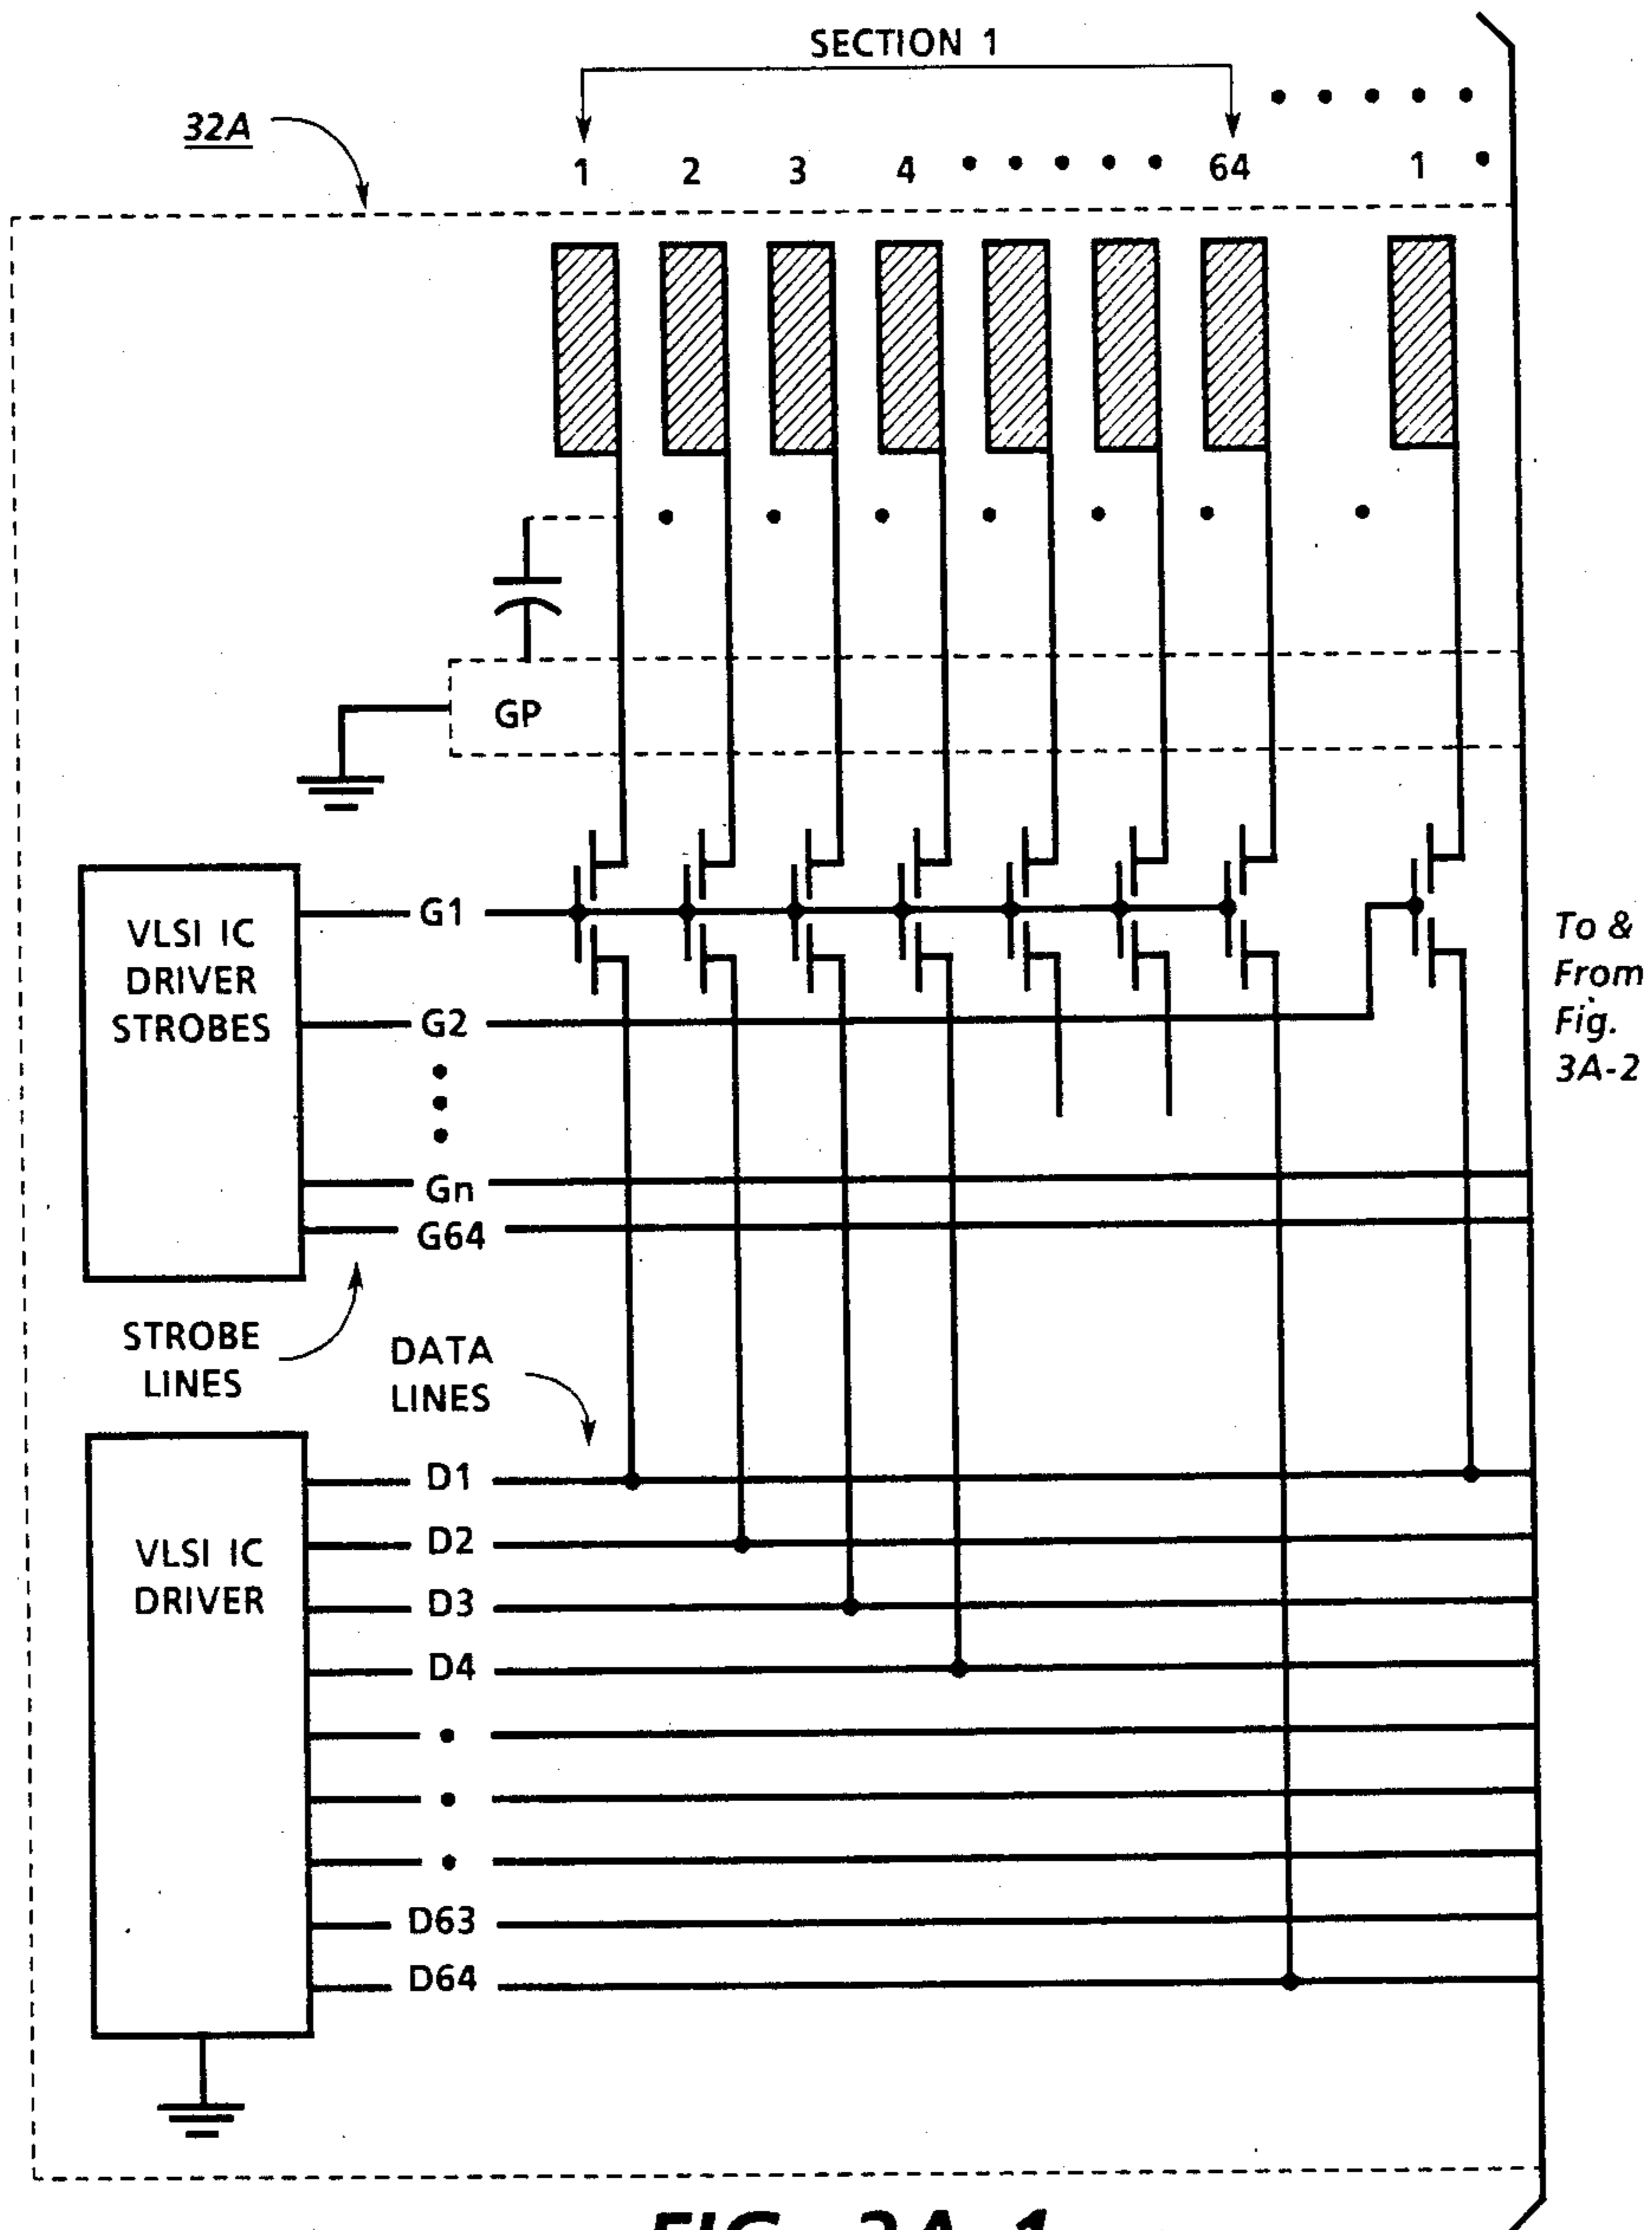 SECTION 1
32A
1 2 3 4 • • • • • 64 • • • • • 1 •
GP
VLSI IC
DRIVER
STROBES
G1
G2
Gn
G64
To &
From
Fig.
3A-2
STROBE
LINES
DATA
LINES
VLSI IC
DRIVER
D1
D2
D3
D4
D63
D64